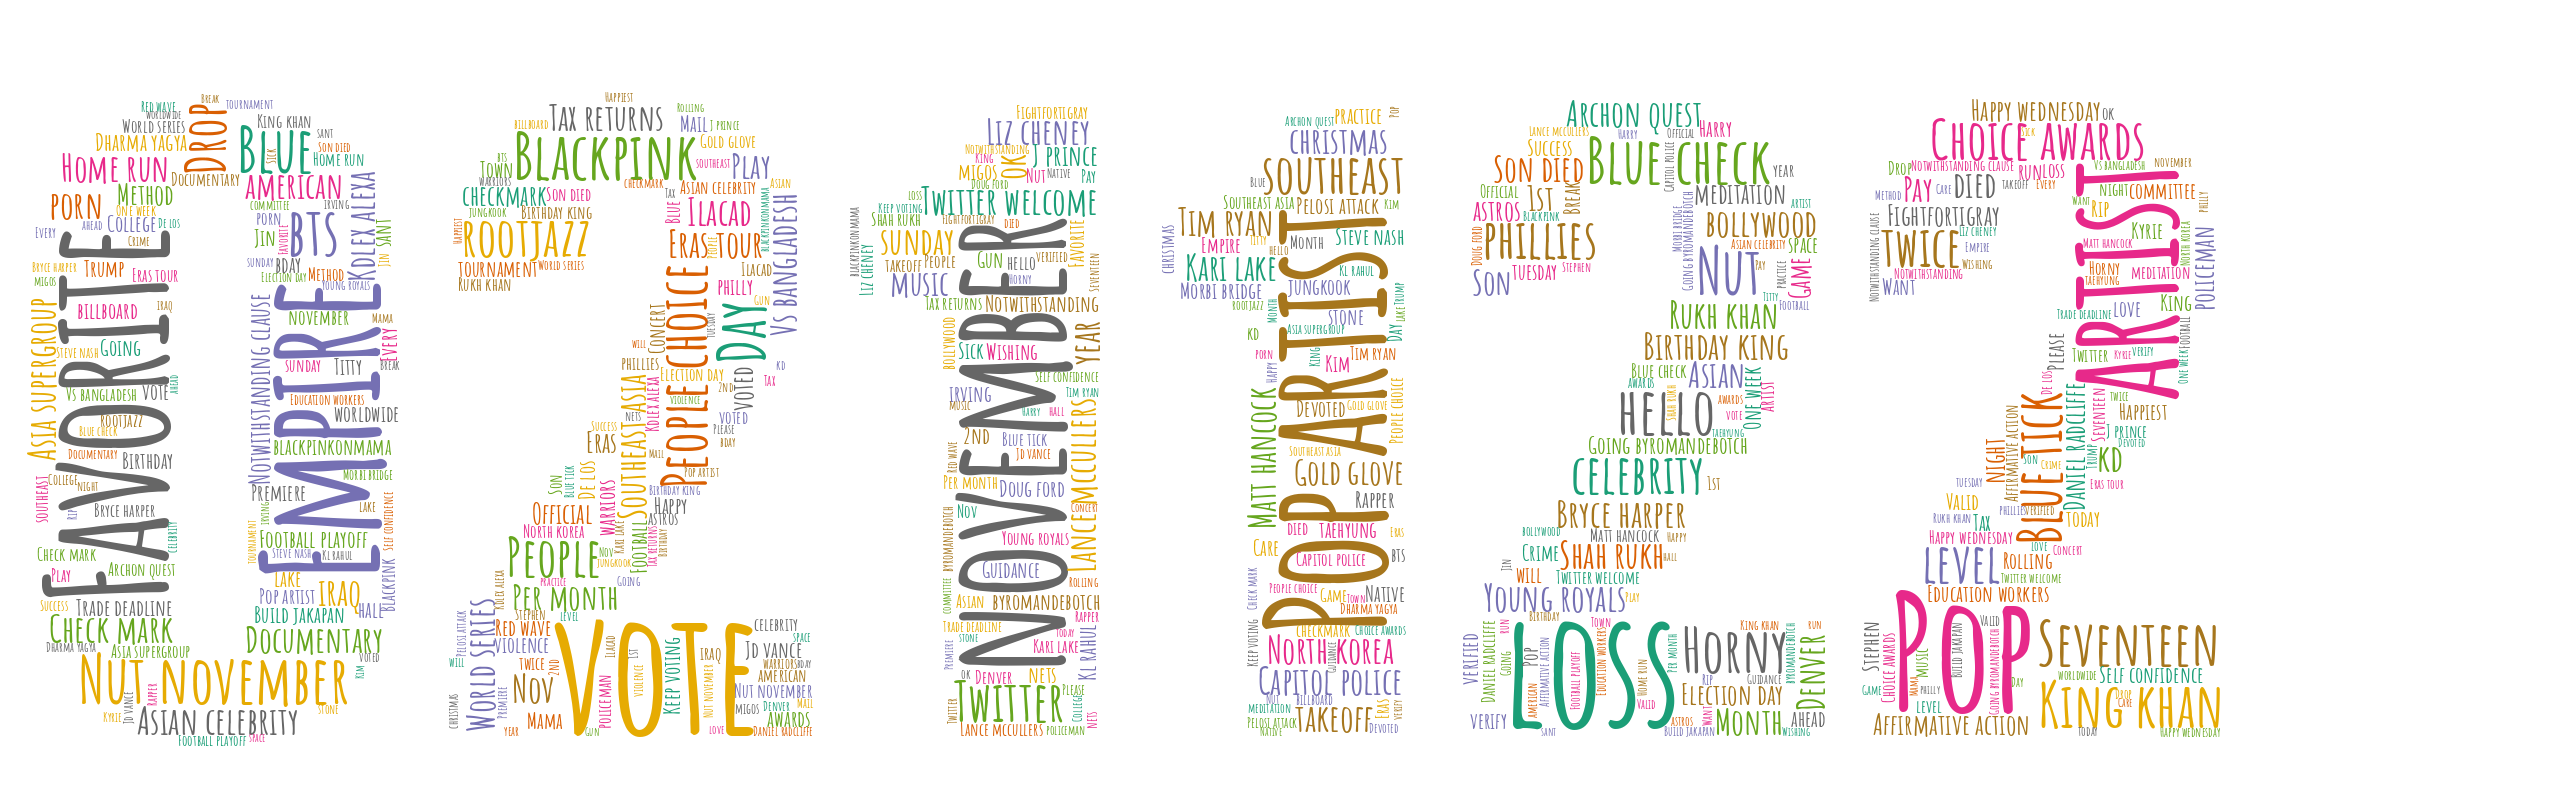 Red wave
Break
tournament
worldwide
World series
DROP
King khan
sant
Dharma yagya
Blue
sick
Son died
Home run
Home run
Documentary
american
porn
Method
one week
committee
irving
Kdlex alexa
College
De los
ahead
Every
Crime
porn
BTS
sant
Jin
favorite
Jin
FAVORITE
sunday
bday
Bryce harper
Trump
Eras tour
Election day
Method
Young royals
migos
Asia supergroup
billboard
iraq
Notwithstanding clause
EMPIRE
november
mama
every
Steve nash
Going
sunday
Titty
Break
Vs bangladesh
vote
ahead
Education workers
worldwide
rootjazz
Blue check
blackpinkonmama
Documentary
Birthday
Morbi bridge
southeast
College
night
Premiere
rip
Bryce harper
irving
lake
Self confidence
celebrity
tournament
Football playoff
Check mark
Steve nash
Kl rahul
play
Archon quest
lake
iraq
blackpink
Pop artist
hall
success
Trade deadline
Build jakapan
Check mark
Documentary
Dharma yagya
Asia supergroup
voted
Nut november
kim
Kyrie
Jd vance
rapper
stone
Asian celebrity
Football playoff
space
Happiest
billboard
Tax returns
Rolling
Mail
J prince
Blackpink
Gold glove
bts
Town
southeast
Play
warriors
checkmark
Son died
checkmark
tax
Asian celebrity
Asian
jungkook
Birthday king
Blue
Ilacad
blackpinkonmama
Vs bangladesh
Happiest
rootjazz
Eras tour
people
tournament
World series
Ilacad
Rukh khan
People choice
philly
gun
Concert
Tuesday
Day
will
phillies
Election day
kd
tax
Southeast asia
Kdlex alexa
2nd
voted
violence
nets
success
voted
Eras
please
bday
mail
Son
Blue tick
De los
Pop artist
warriors
Birthday king
Official
Happy
astros
North korea
Kari lake
football
Tax returns
birthday
People
Nov
jungkook
Kdlex alexa
practice
going
Per month
World series
Pelosi attack
Stephen
level
Red wave
VOTE
celebrity
violence
ilacad
1st
Keep voting
iraq
space
Jd vance
will
twice
2nd
warriors
bday
american
Nov
violence
Nut november
Nut november
policeman
migos
Denver
mail
christmas
Premiere
Mama
awards
year
gun
love
Daniel radcliffe
Fightfortigray
Liz cheney
Notwithstanding
king
OK
J prince
migos
Nut
native
Pay
Doug ford
loss
Twitter welcome
Keep voting
blackpinkonmama
Shah rukh
fightfortigray
died
Liz cheney
sunday
favorite
takeoff
people
Gun
hello
verified
music
horny
seventeen
Tax returns
Notwithstanding
NOVEMBER
year
bollywood
Sick
Wishing
Self confidence
irving
Tim ryan
music
harry
hall
2nd
Blue tick
Jd vance
Red wave
Lance mccullers
Per month
Doug ford
Concert
Nov
byromandebotch
Young royals
Guidance
Rolling
committee
Asian
byromandebotch
Trade deadline
rapper
stone
today
Kl rahul
premiere
Kari lake
ok
Denver
nets
please
Twitter
Twitter
college
nets
Lance mccullers
policeman
Archon quest
practice
pop
christmas
southeast
Blue
Southeast asia
Pelosi attack
Kim
Tim ryan
Titty
Empire
hello
Month
Steve nash
christmas
Kari lake
Kl rahul
Morbi bridge
jungkook
rootjazz
month
stone
lake
Trump
Asia supergroup
day
kd
POP ARTIST
porn
king
Tim ryan
Kim
happy
Matt hancock
People choice
Devoted
Gold glove
Southeast asia
Gold glove
Rapper
died
Taehyung
Eras
Care
Capitol police
bts
Check mark
People choice
Game
Town
Native
Dharma yagya
checkmark
Choice awards
Keep voting
North korea
guidance
Capitol police
Nut
billboard
meditation
takeoff
Eras
verify
Pelosi attack
native
Devoted
Archon quest
Lance mccullers
harry
Official
Harry
success
Son died
Blue check
Capitol police
year
Official
1st
Break
meditation
astros
blackpink
artist
Doug ford
phillies
Morbi bridge
Going byromandebotch
bollywood
Asian celebrity
space
Son
Tuesday
Stephen
Nut
pay
practice
Game
Titty
football
Rukh khan
Birthday king
Blue check
Asian
One week
awards
artist
Shah rukh
hello
awards
vote
taehyung
Going byromandebotch
celebrity
1st
Bryce harper
bollywood
Matt hancock
happy
Jin
Crime
Shah rukh
hall
will
Twitter welcome
Young royals
play
birthday
Town
verified
Daniel radcliffe
run
LOSS
King khan
run
going
pop
Affirmative action
Education workers
Per month
Horny
byromandebotch
Denver
Football playoff
Home run
rip
Guidance
american
Election day
valid
verify
astros
want
Month
ahead
sant
Build jakapan
wishing
Happy wednesday
ok
Choice awards
sick
Drop
Notwithstanding clause
run
loss
Vs bangladesh
november
Method
Pay
Care
died
takeoff
every
night
committee
philly
Fightfortigray
want
Rip
Liz cheney
Kyrie
Notwithstanding clause
twice
Empire
Matt hancock
North korea
policeman
Notwithstanding
Wishing
Horny
taehyung
meditation
want
ARTIST
King
Trade deadline
love
football
please
Twitter
Kyrie
verify
One week
De los
Daniel radcliffe
seventeen
twice
Happiest
Affirmative action
Blue tick
J prince
Devoted
night
son
Crime
Trump
kd
Tuesday
Eras tour
Valid
phillies
verified
Rukh khan
Tax
today
Happy wednesday
love
Concert
level
Rolling
Twitter welcome
Education workers
POP
Stephen
Choice awards
valid
Seventeen
music
Build jakapan
Going byromandebotch
worldwide
Self confidence
Game
mama
philly
day
drop
care
King khan
level
Affirmative action
today
Happy wednesday